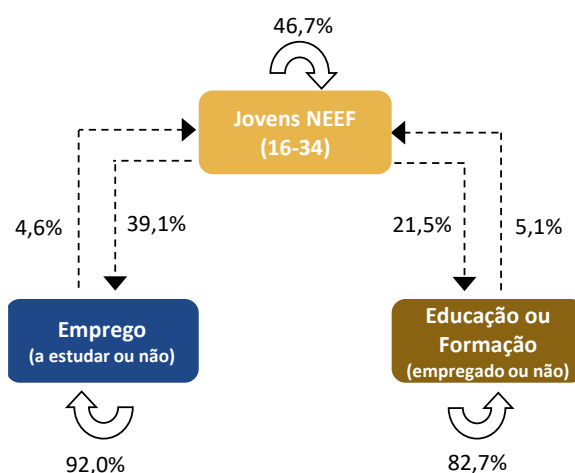 46,7%
Jovens NEEF
(16-34)
4,6%
39,1%
21,5%
5,1%
Emprego
(a estudar ou não)
Educação ou
Formação
(empregado ou não)
92,0%
82,7%